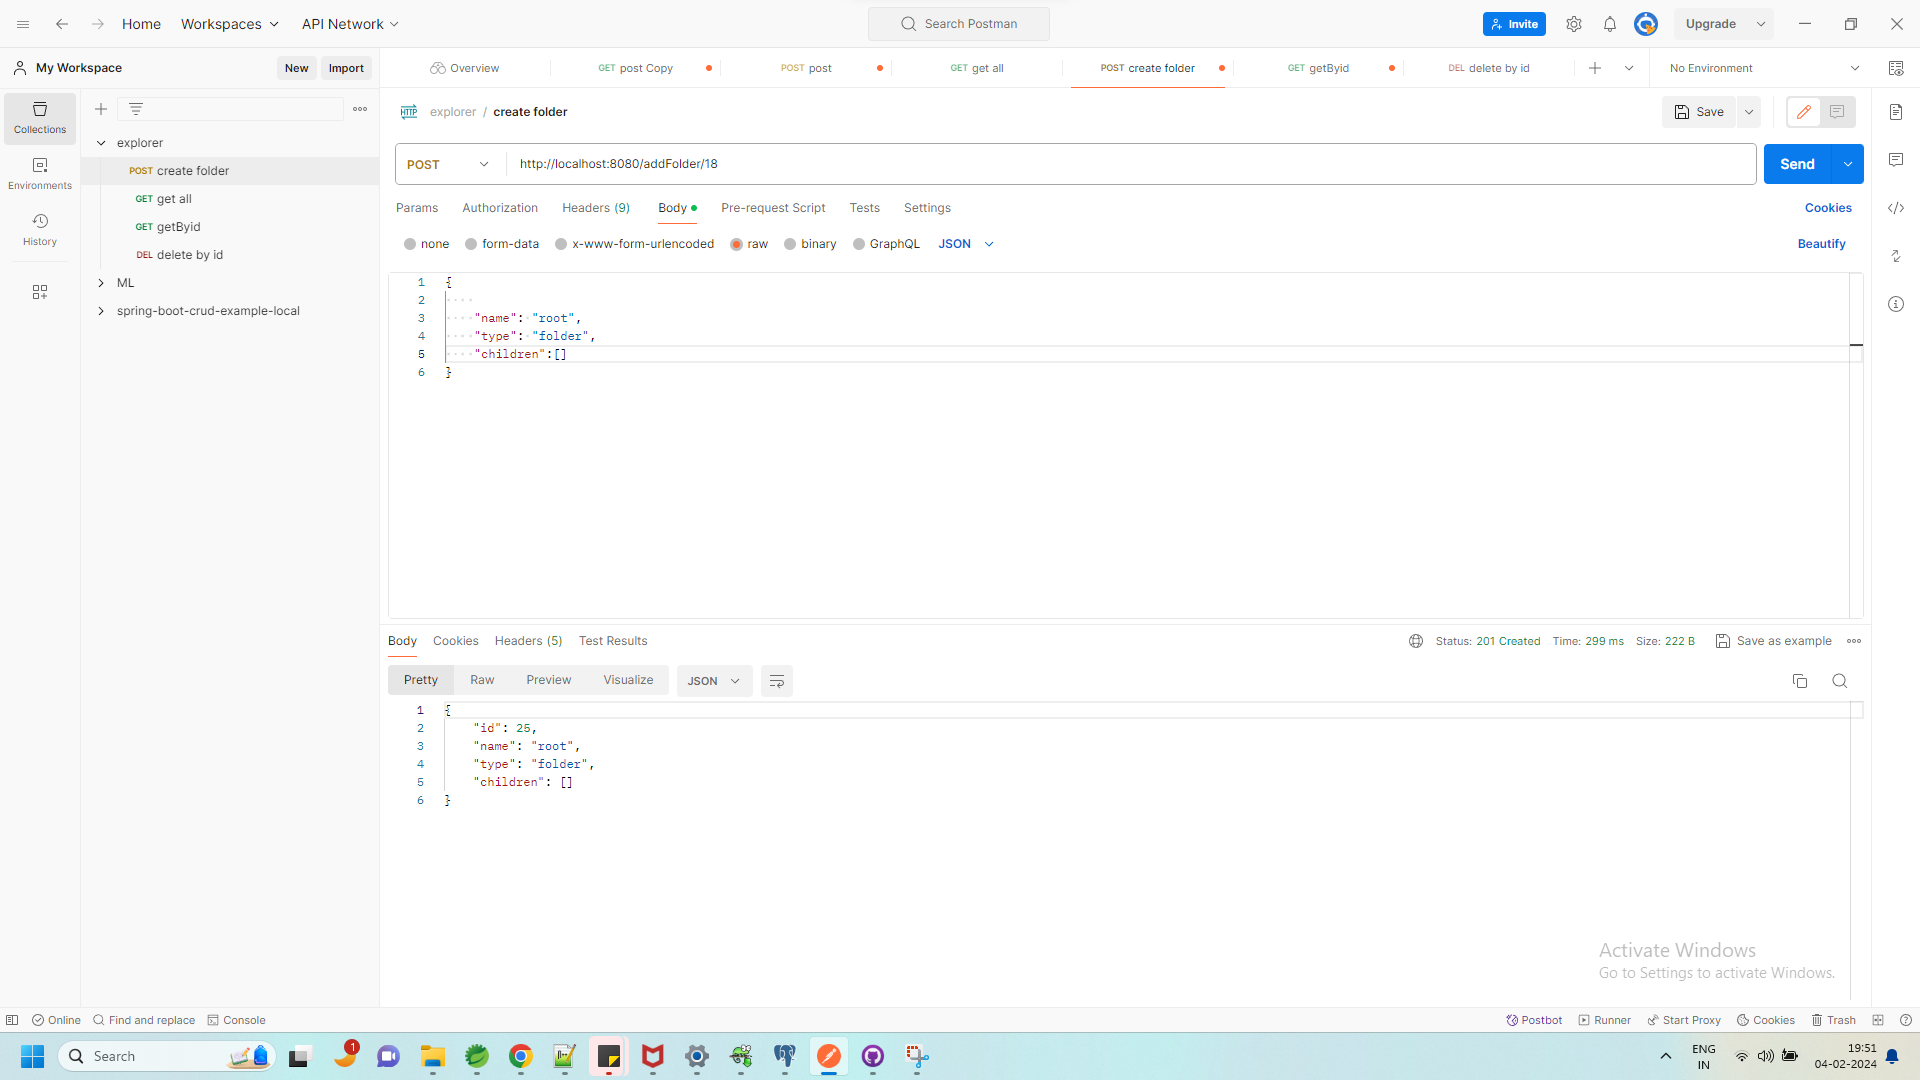 Home Workspaces API Network Search Postman Invite Upgrade
My Workspace New Import Overview GET post Copy POST post GET get all POST create folder GET getByid DEL delete by id No Environment
HTTP explorer / create folder Save
Collections
Environments
History
explorer
POST create folder
GET get all
GET getByid
DEL delete by id
ML
spring-boot-crud-example-local
POST http://localhost:8080/addFolder/18 Send
Params Authorization Headers (9) Body Pre-request Script Tests Settings Cookies
none form-data x-www-form-urlencoded raw binary GraphQL JSON Beautify
1 {
2
3 "name": "root",
4 "type": "folder",
5 "children":[]
6 }
Body Cookies Headers (5) Test Results Status: 201 Created Time: 299 ms Size: 222 B Save as example
Pretty Raw Preview Visualize JSON
1 {
2 "id": 25,
3 "name": "root",
4 "type": "folder",
5 "children": []
6 }
Activate Windows
Go to Settings to activate Windows.
Online Find and replace Console Postbot Runner Start Proxy Cookies Trash
Search 1 ENG 19:51
IN 04-02-2024